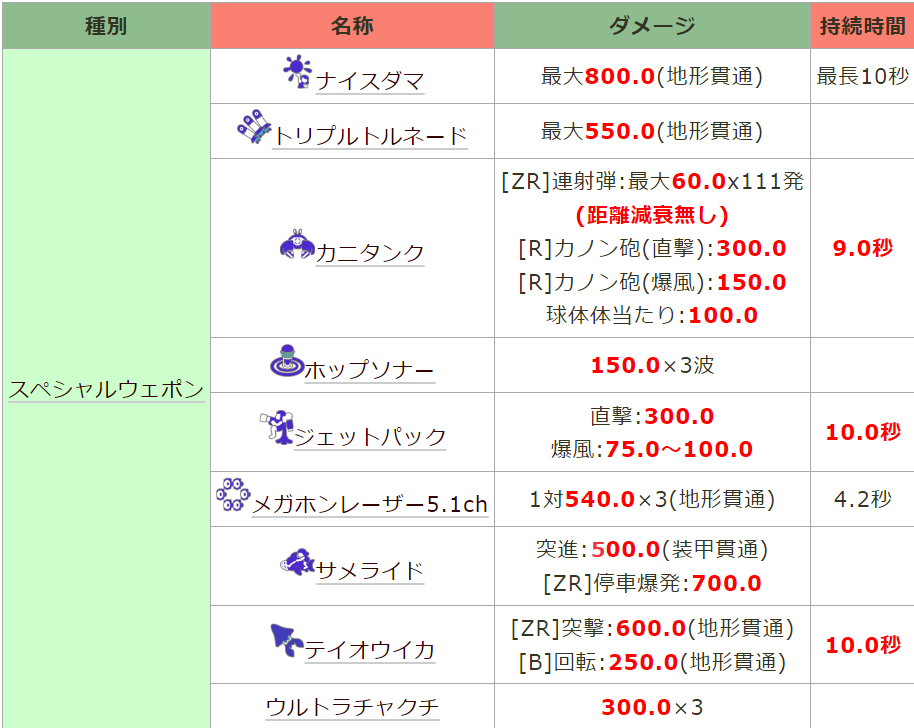 種別 名称 ダメージ 持続時間
スペシャルウェポン
ナイスダマ 最大800.0(地形貫通) 最長10秒
トリプルトルネード 最大550.0(地形貫通)
カニタンク
[ZR]連射弾:最大60.0x111発
(距離減衰無し)
[R]カノン砲(直撃):300.0
[R]カノン砲(爆風):150.0
球体体当たり:100.0
9.0秒
ホップソナー 150.0×3波
ジェットパック
直撃:300.0
爆風:75.0～100.0
10.0秒
メガホンレーザー5.1ch 1対540.0×3(地形貫通) 4.2秒
サメライド
突進:500.0(装甲貫通)
[ZR]停車爆発:700.0
テイオウイカ
[ZR]突撃:600.0(地形貫通)
[B]回転:250.0(地形貫通)
10.0秒
ウルトラチャクチ 300.0×3